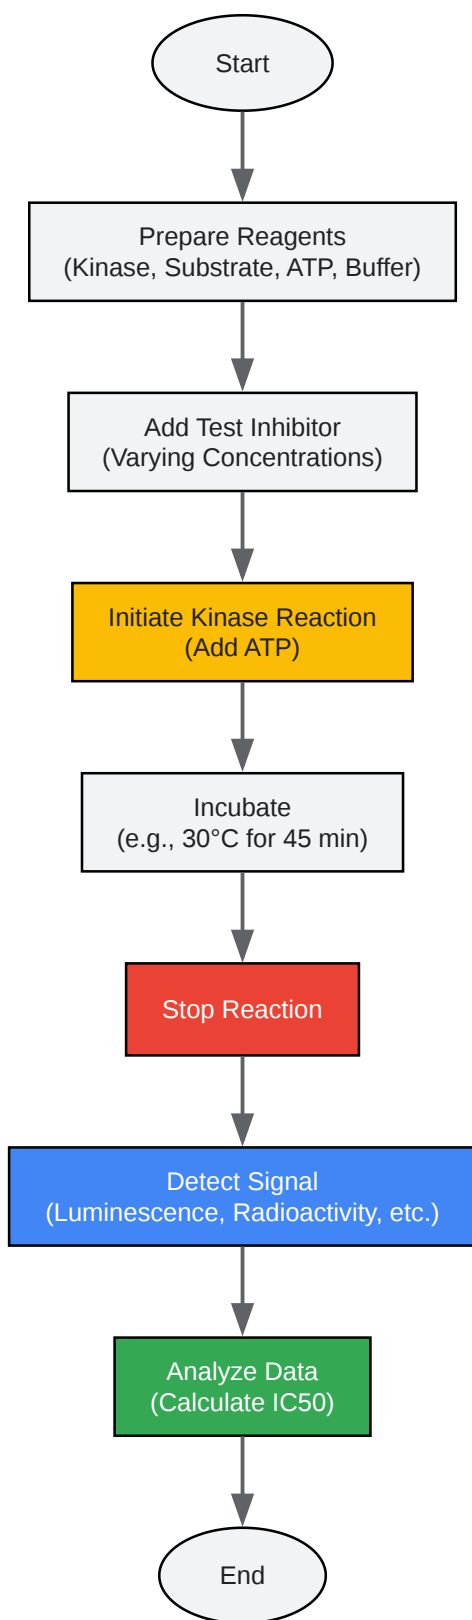 Start
Prepare Reagents
(Kinase, Substrate, ATP, Buffer)
Add Test Inhibitor
(Varying Concentrations)
Initiate Kinase Reaction
(Add ATP)
Incubate
(e.g., 30°C for 45 min)
Stop Reaction
Detect Signal
(Luminescence, Radioactivity, etc.)
Analyze Data
(Calculate IC50)
End